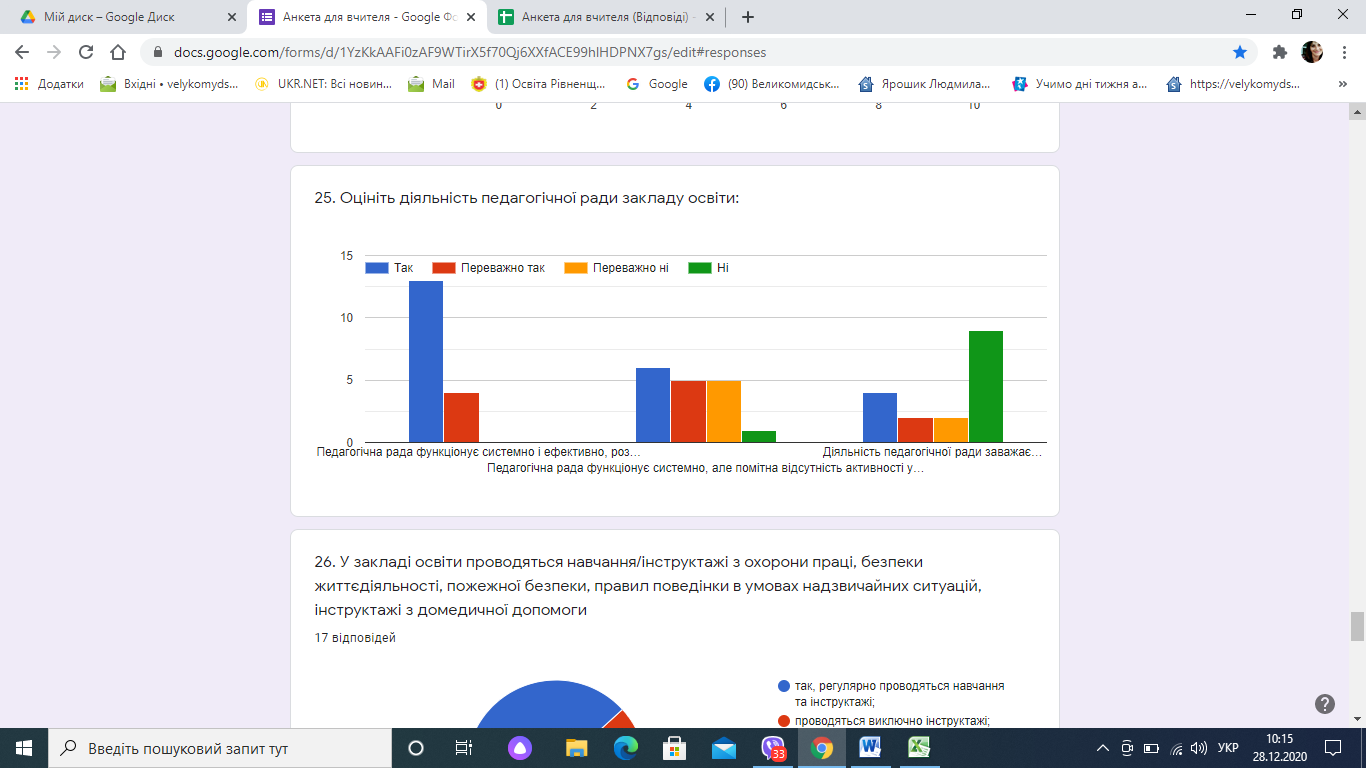 Мій диск – Google Диск
Анкета для вчителя - Google Фо
Анкета для вчителя (Відповіді) -
docs.google.com/forms/d/1YzKkAAFi0zAF9WTirX5f70Qj6XXfACE99hlHDPNX7gs/edit#responses
Додатки
Вхідні • velykomyds...
UKR.NET: Всі новин...
Mail
(1) Освіта Рівненщ...
Google
(90) Великомидськ...
Ярошик Людмила...
Учимо дні тижня а...
https://velykomyds...
0 2 4 6 8 10
25. Оцініть діяльність педагогічної ради закладу освіти:
15
Так Переважно так Переважно ні Ні
10
5
0
Педагогічна рада функціонує системно і ефективно, роз…
Діяльність педагогічної ради заважає…
Педагогічна рада функціонує системно, але помітна відсутність активності у…
26. У закладі освіти проводяться навчання/інструктажі з охорони праці, безпеки
життєдіяльності, пожежної безпеки, правил поведінки в умовах надзвичайних ситуацій,
інструктажі з домедичної допомоги
17 відповідей
так, регулярно проводяться навчання
та інструктажі;
проводяться виключно інструктажі;
Введіть пошуковий запит тут
33
УКР
10:15
28.12.2020